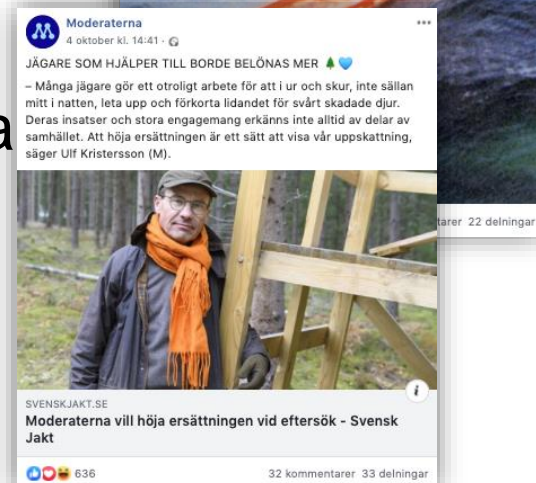 Moderaterna
4 oktober kl. 14:41 ·
JÄGARE SOM HJÄLPER TILL BORDE BELÖNAS MER
– Många jägare gör ett otroligt arbete för att i ur och skur, inte sällan
mitt i natten, leta upp och förkorta lidandet för svårt skadade djur.
Deras insatser och stora engagemang erkänns inte alltid av delar av
samhället. Att höja ersättningen är ett sätt att visa vår uppskattning,
säger Ulf Kristersson (M).
a
22 delningar
SVENSKJAKT.SE
Moderaterna vill höja ersättningen vid eftersök - Svensk
Jakt
636
32 kommentarer 33 delningar